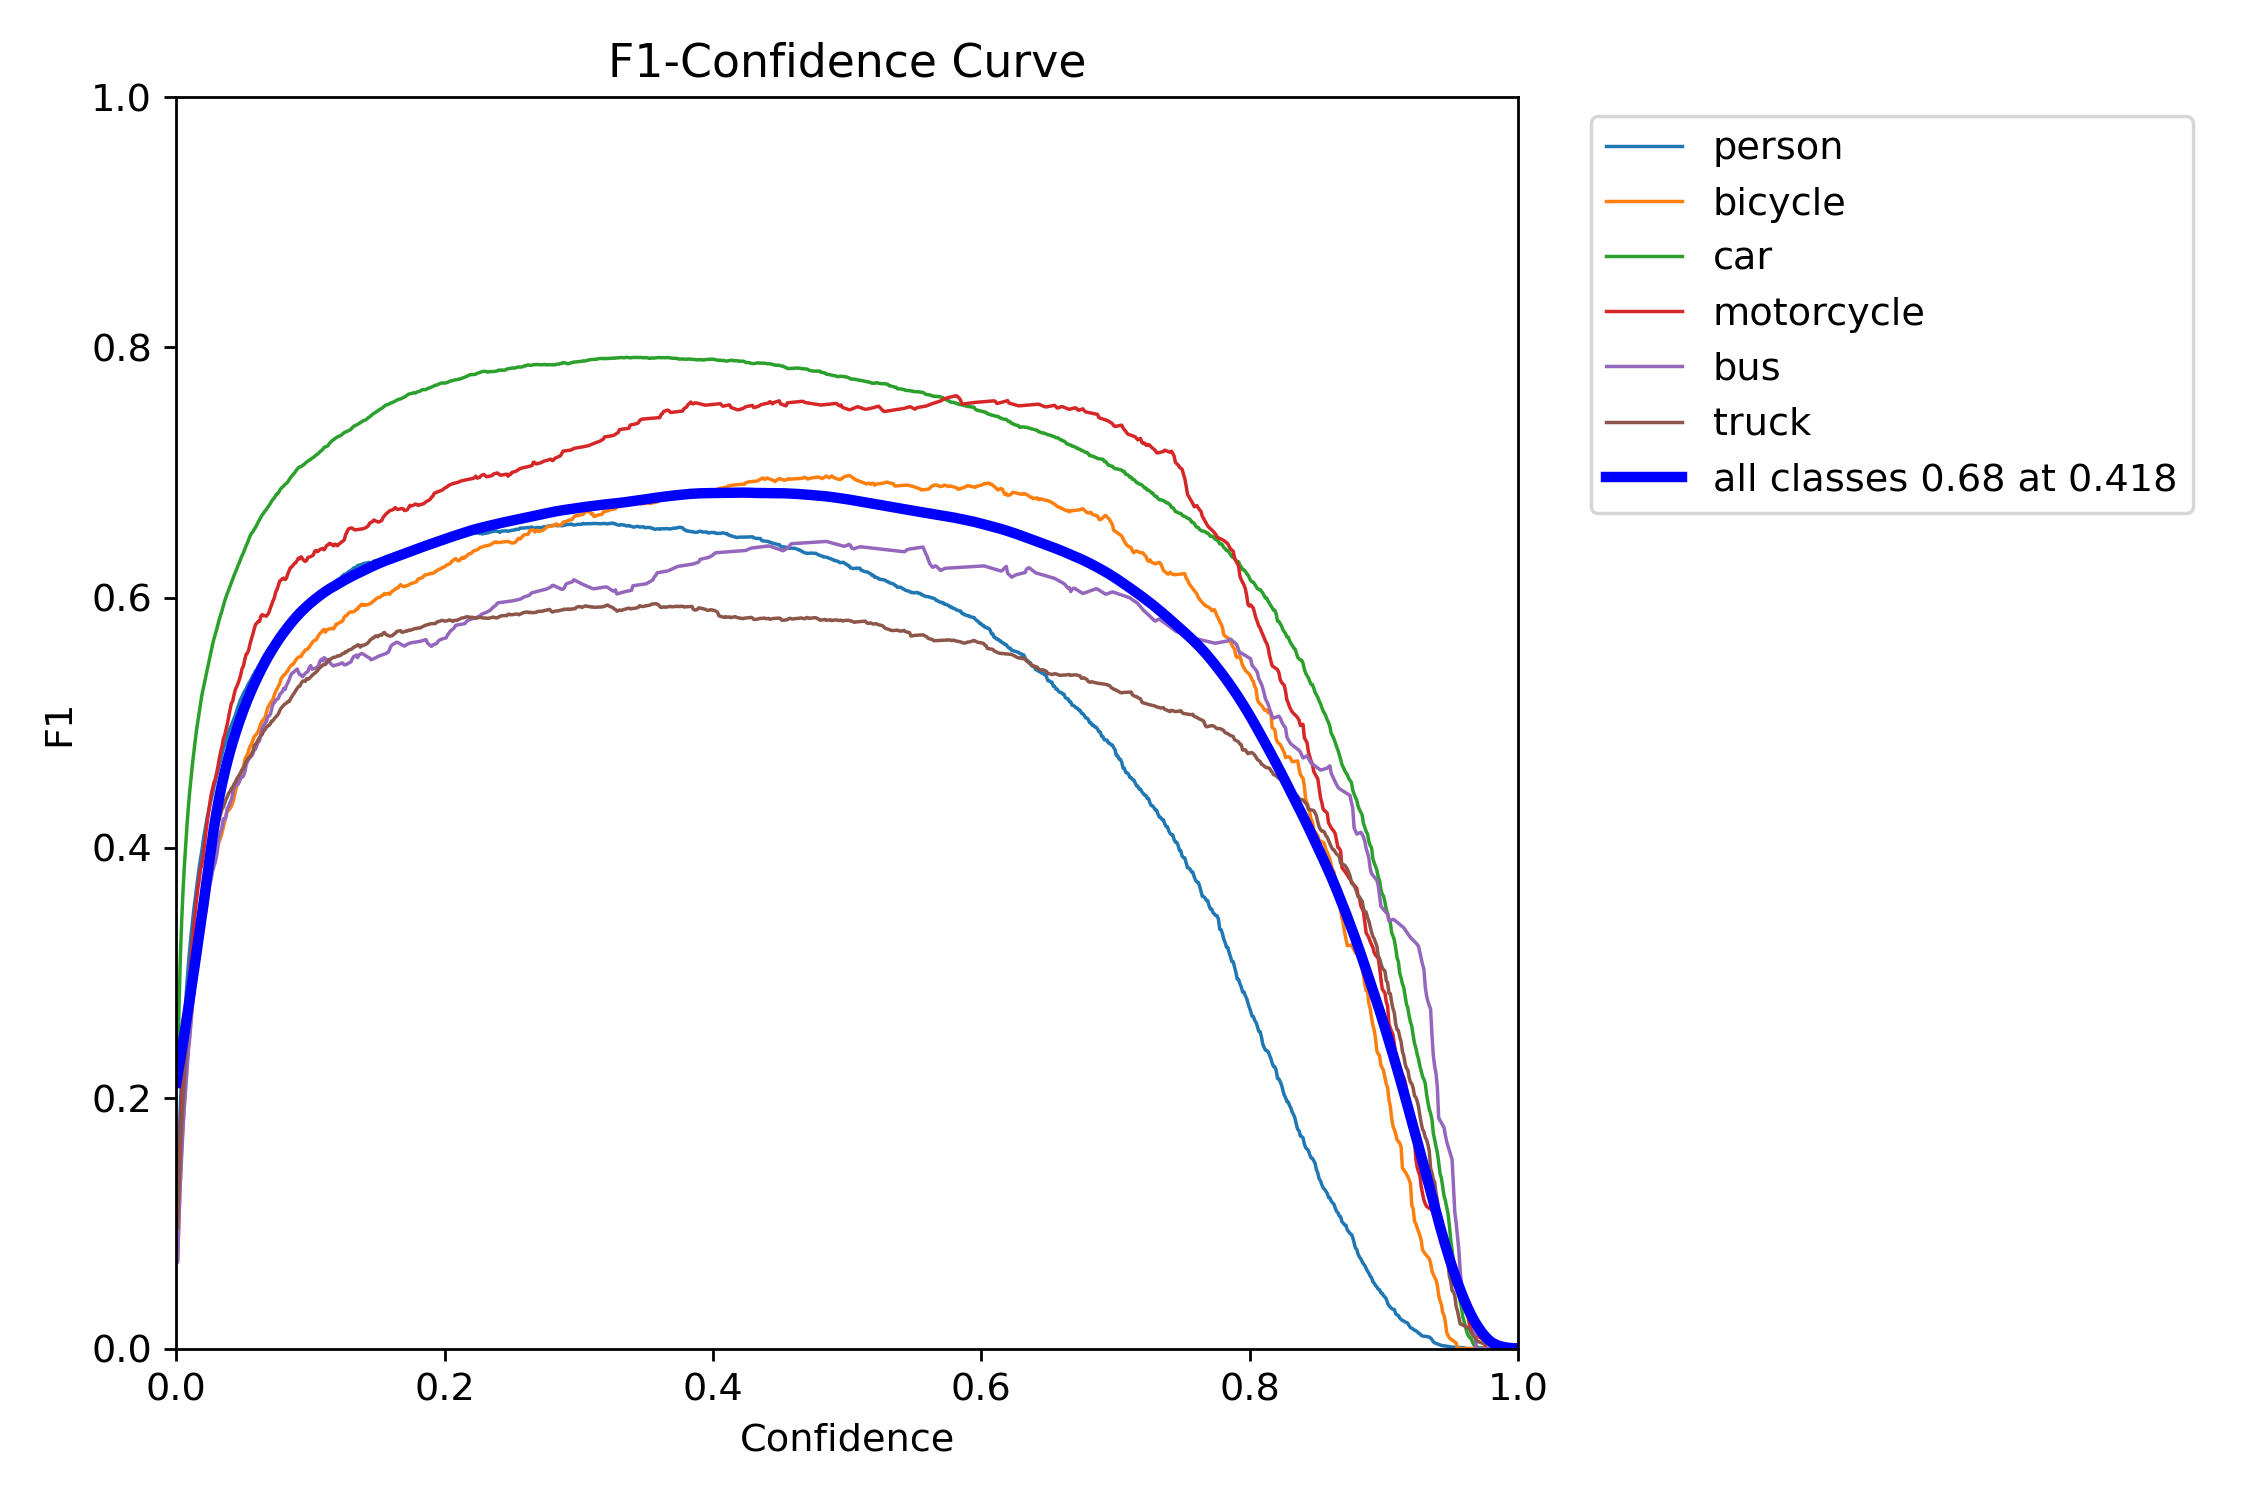 F1-Confidence Curve
1.0
0.8
0.6
0.4
0.2
0.0
F1
0.0 0.2 0.4 0.6 0.8 1.0
Confidence
person
bicycle
car
motorcycle
bus
truck
all classes 0.68 at 0.418